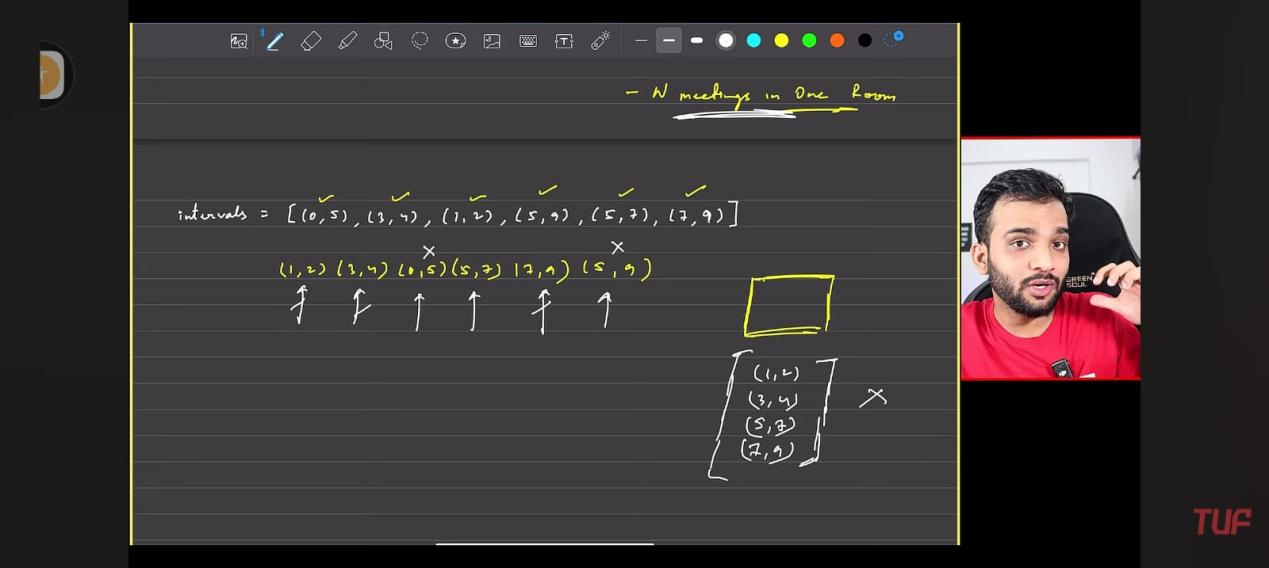 - N meetings in One Room
intervals = [(0,5), (3,4), (1,2), (5,9), (5,7), (7,9)]
(1,2) (3,4) (0,5) (5,7) (7,9) (5,9)
(1,2)
(3,4)
(5,7)
(7,9)
GREEN SOUL
TUF